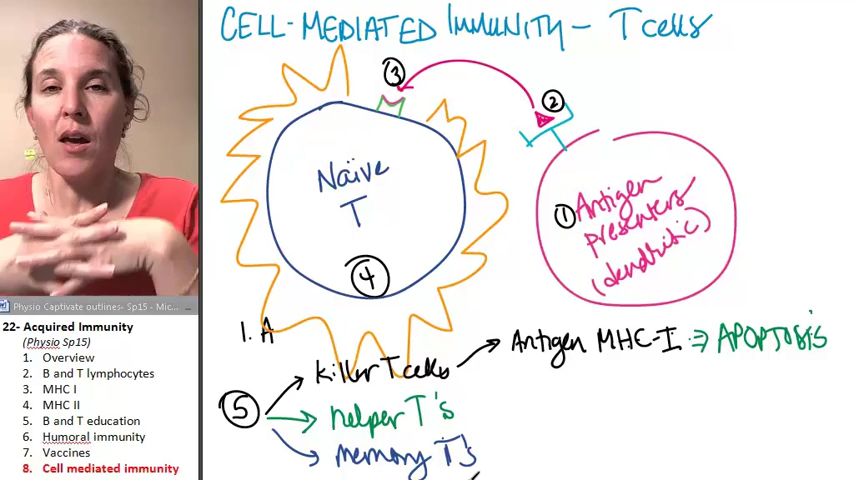 CELL-MEDIATED IMMUNITY - T cells
③
②
Naïve
T
④
① Antigen
presenters
(dendritic)
1. A
Killer T cells
Antigen MHC-I ⇒ APOPTOSIS
⑤
helper T's
memory T's
Physio Captivate outlines- Sp15 - Mic...
22- Acquired Immunity
(Physio Sp15)
1. Overview
2. B and T lymphocytes
3. MHC I
4. MHC II
5. B and T education
6. Humoral immunity
7. Vaccines
8. Cell mediated immunity